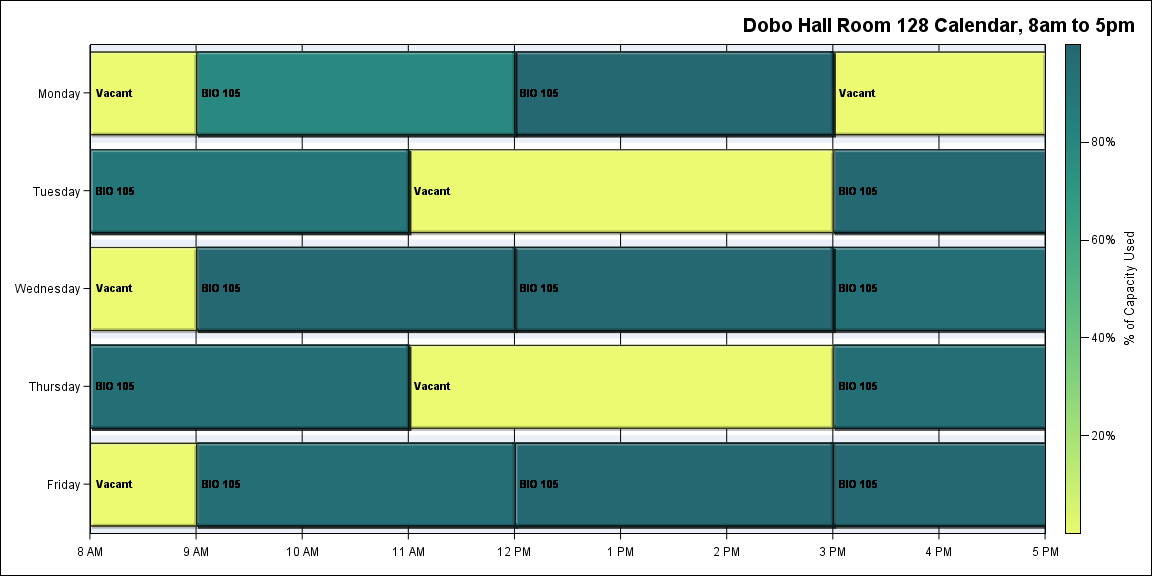 Dobo Hall Room 128 Calendar, 8am to 5pm
Monday
Vacant
BIO 105
BIO 105
Vacant
Tuesday
BIO 105
Vacant
BIO 105
Wednesday
Vacant
BIO 105
BIO 105
BIO 105
Thursday
BIO 105
Vacant
BIO 105
Friday
Vacant
BIO 105
BIO 105
BIO 105
8 AM
9 AM
10 AM
11 AM
12 PM
1 PM
2 PM
3 PM
4 PM
5 PM
80%
60%
40%
20%
% of Capacity Used